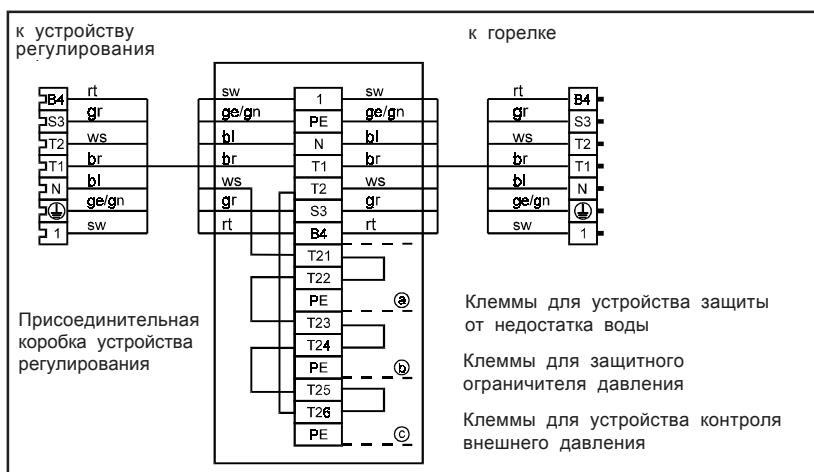 к устройству
регулирования
к горелке
B4 rt
S3 gr
T2 ws
T1 br
N bl
ge/gn
1 sw
sw 1 sw
ge/gn PE ge/gn
bl N bl
br T1 br
ws T2 ws
gr S3 gr
rt B4 rt
T21
T22
PE a
T23
T24
PE b
T25
T26
PE c
rt B4
gr S3
ws T2
br T1
bl N
ge/gn
sw 1
Присоединительная
коробка устройства
регулирования
Клеммы для устройства защиты
от недостатка воды
Клеммы для защитного
ограничителя давления
Клеммы для устройства контроля
внешнего давления